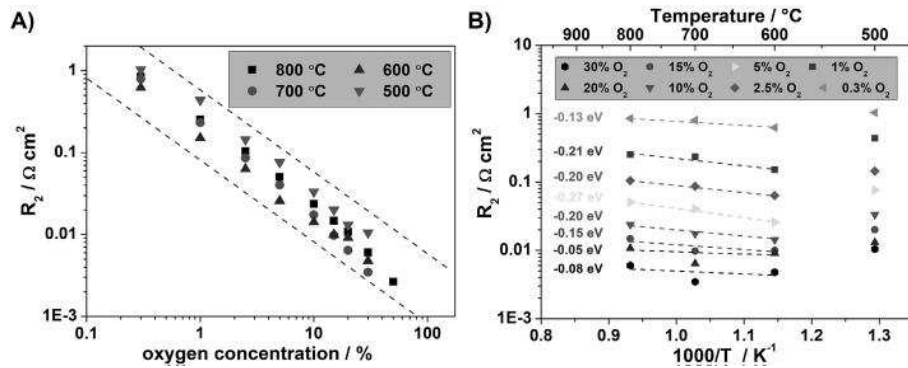 A)
R2 / Ω cm2
1
0.1
0.01
1E-3
0.1 1 10 100
oxygen concentration / %
800 °C 600 °C
700 °C 500 °C
B)
Temperature / °C
900 800 700 600 500
R2 / Ω cm2
10
1
0.1
0.01
1E-3
30% O2 15% O2 5% O2 1% O2
20% O2 10% O2 2.5% O2 0.3% O2
-0.13 eV
-0.21 eV
-0.20 eV
-0.27 eV
-0.20 eV
-0.15 eV
-0.05 eV
-0.08 eV
0.8 0.9 1.0 1.1 1.2 1.3
1000/T / K-1